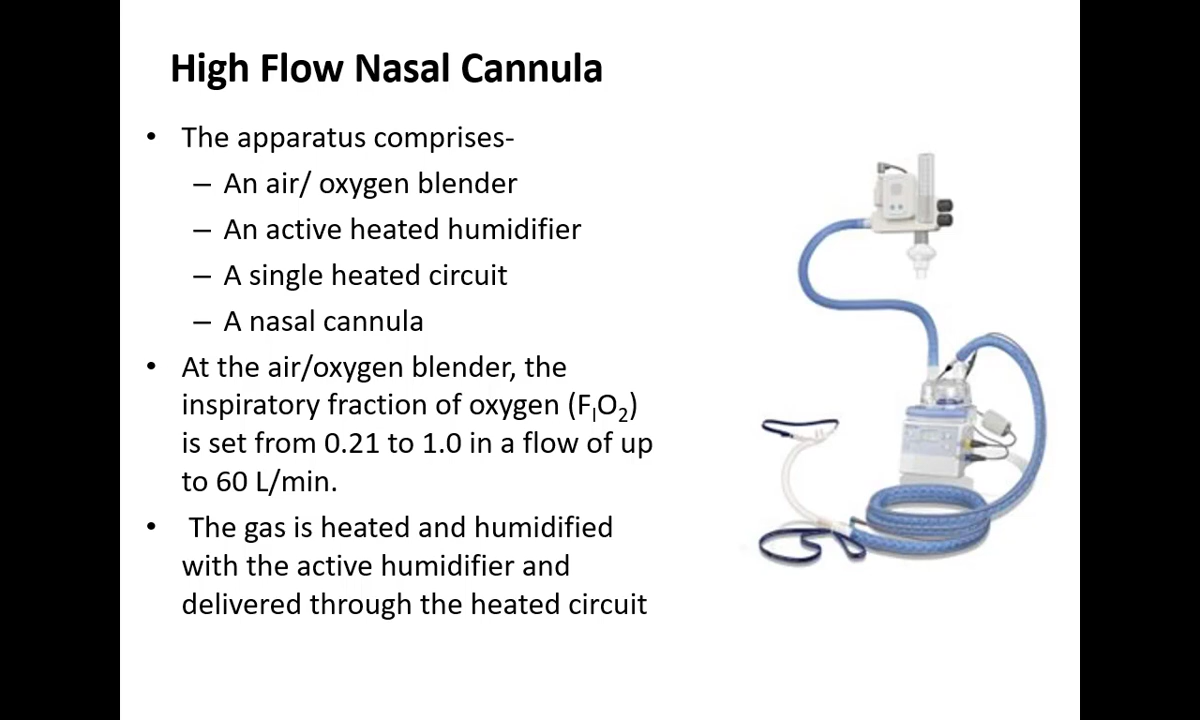 High Flow Nasal Cannula
• The apparatus comprises-
– An air/ oxygen blender
– An active heated humidifier
– A single heated circuit
– A nasal cannula
• At the air/oxygen blender, the
inspiratory fraction of oxygen (FIO2)
is set from 0.21 to 1.0 in a flow of up
to 60 L/min.
• The gas is heated and humidified
with the active humidifier and
delivered through the heated circuit